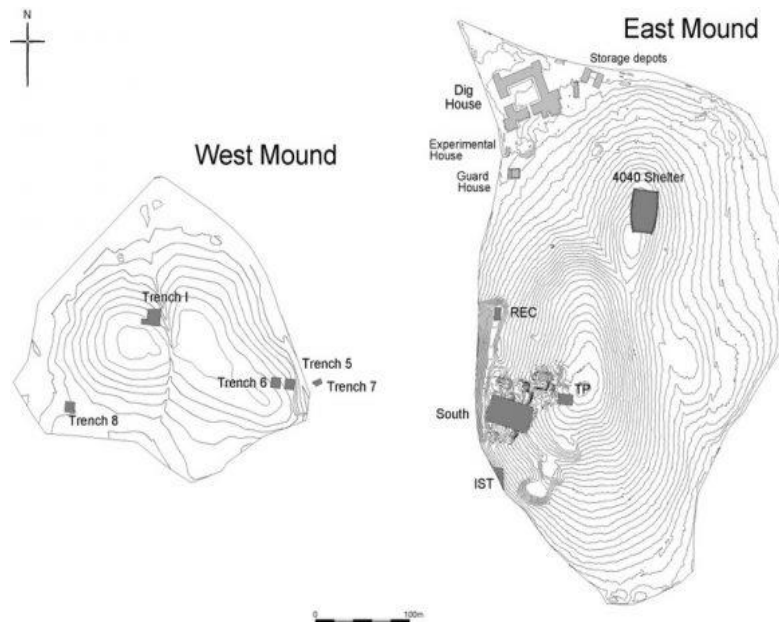 N
East Mound
Storage depots
Dig
House
Experimental
House
Guard
House
West Mound
4040 Shelter
Trench I
REC
Trench 5
Trench 6
Trench 7
TP
Trench 8
South
IST
0
100m